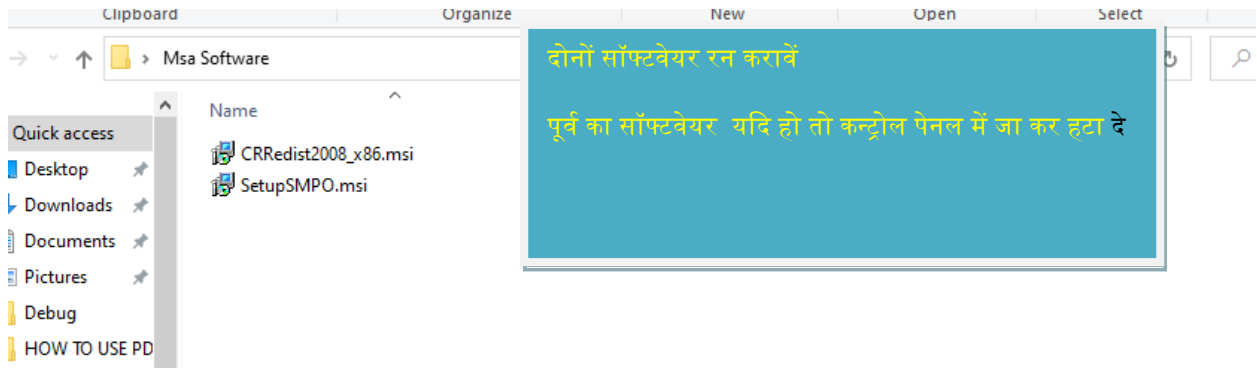 Clipboard Organize New Open Select
Msa Software
दोनों सॉफ्टवेयर रन करावें
पूर्व का सॉफ्टवेयर यदि हो तो कन्ट्रोल पेनल में जा कर हटा दे
Name
Quick access
CRRedist2008_x86.msi
Desktop
SetupSMPO.msi
Downloads
Documents
Pictures
Debug
HOW TO USE PD